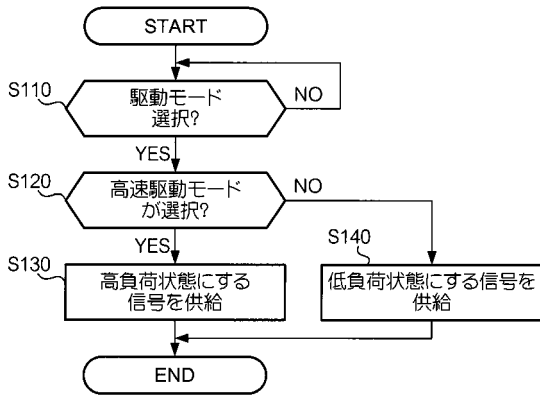 START
S110
駆動モード
選択?
NO
YES
S120
高速駆動モード
が選択?
NO
YES
S130
高負荷状態にする
信号を供給
S140
低負荷状態にする信号を
供給
END